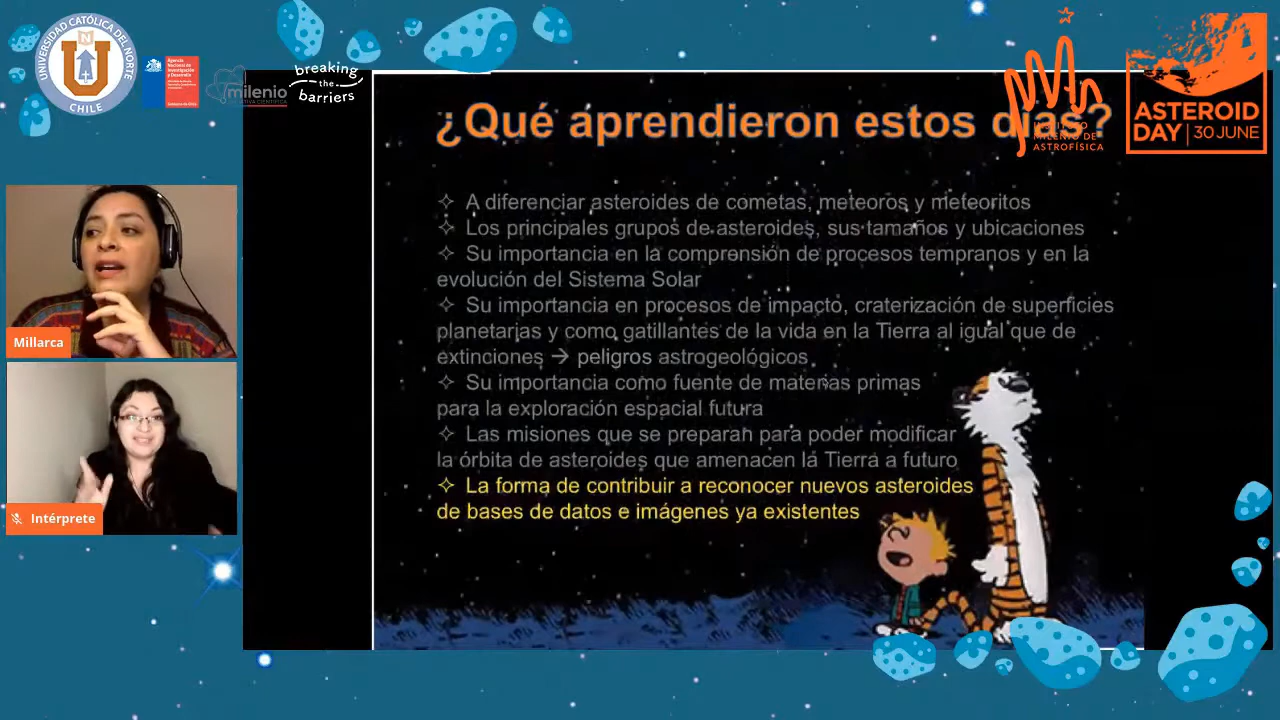 UNIVERSIDAD CATÓLICA DEL NORTE
CHILE
milenio
breaking
the
barriers
INSTITUTO
MILENIO DE
ASTROFÍSICA
ASTEROID
DAY | 30 JUNE
¿Qué aprendieron estos días?
✧ A diferenciar asteroides de cometas, meteoros y meteoritos
✧ Los principales grupos de asteroides, sus tamaños y ubicaciones
✧ Su importancia en la comprensión de procesos tempranos y en la
evolución del Sistema Solar
✧ Su importancia en procesos de impacto, craterización de superficies
planetarias y como gatillantes de la vida en la Tierra al igual que de
extinciones → peligros astrogeológicos
✧ Su importancia como fuente de materias primas
para la exploración espacial futura
✧ Las misiones que se preparan para poder modificar
la órbita de asteroides que amenacen la Tierra a futuro
✧ La forma de contribuir a reconocer nuevos asteroides
de bases de datos e imágenes ya existentes
Millarca
Intérprete